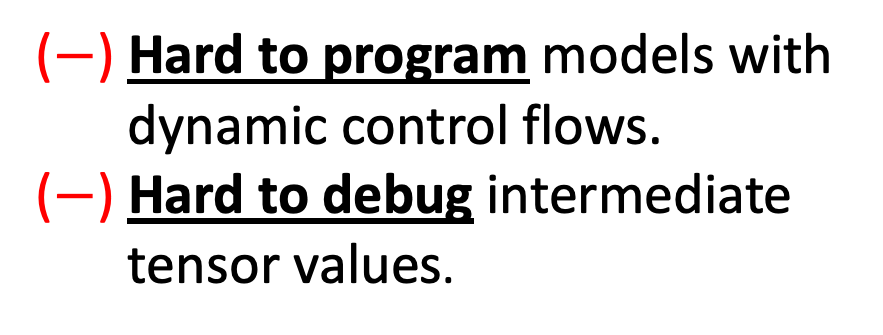 (−) Hard to program models with
dynamic control flows.
(−) Hard to debug intermediate
tensor values.